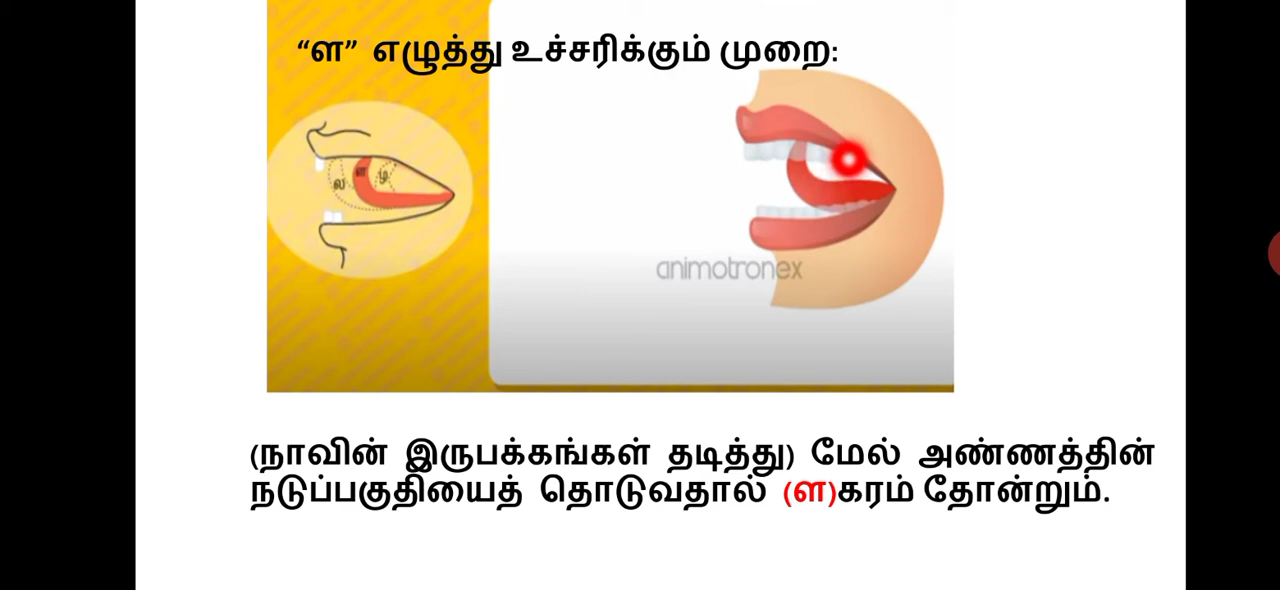 “ள” எழுத்து உச்சரிக்கும் முறை:
ல ள ழ
animotronex
(நாவின் இருபக்கங்கள் தடித்து) மேல் அண்ணத்தின்
நடுப்பகுதியைத் தொடுவதால் (ள)கரம் தோன்றும்.